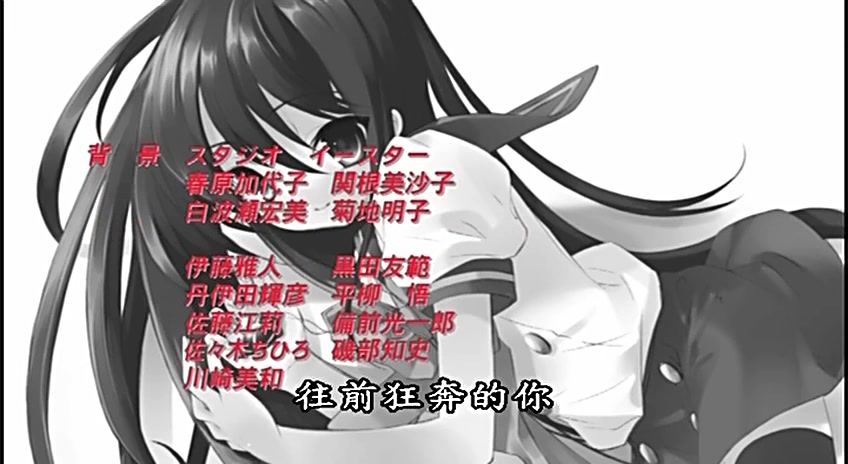 背　景　スタジオ　イースター
春原加代子　関根美沙子
白波瀬宏美　菊地明子
伊藤雅人　黒田友範
丹伊田輝彦　平柳　悟
佐藤江莉　備前光一郎
佐々木ちひろ　磯部知史
川崎美和
往前狂奔的你